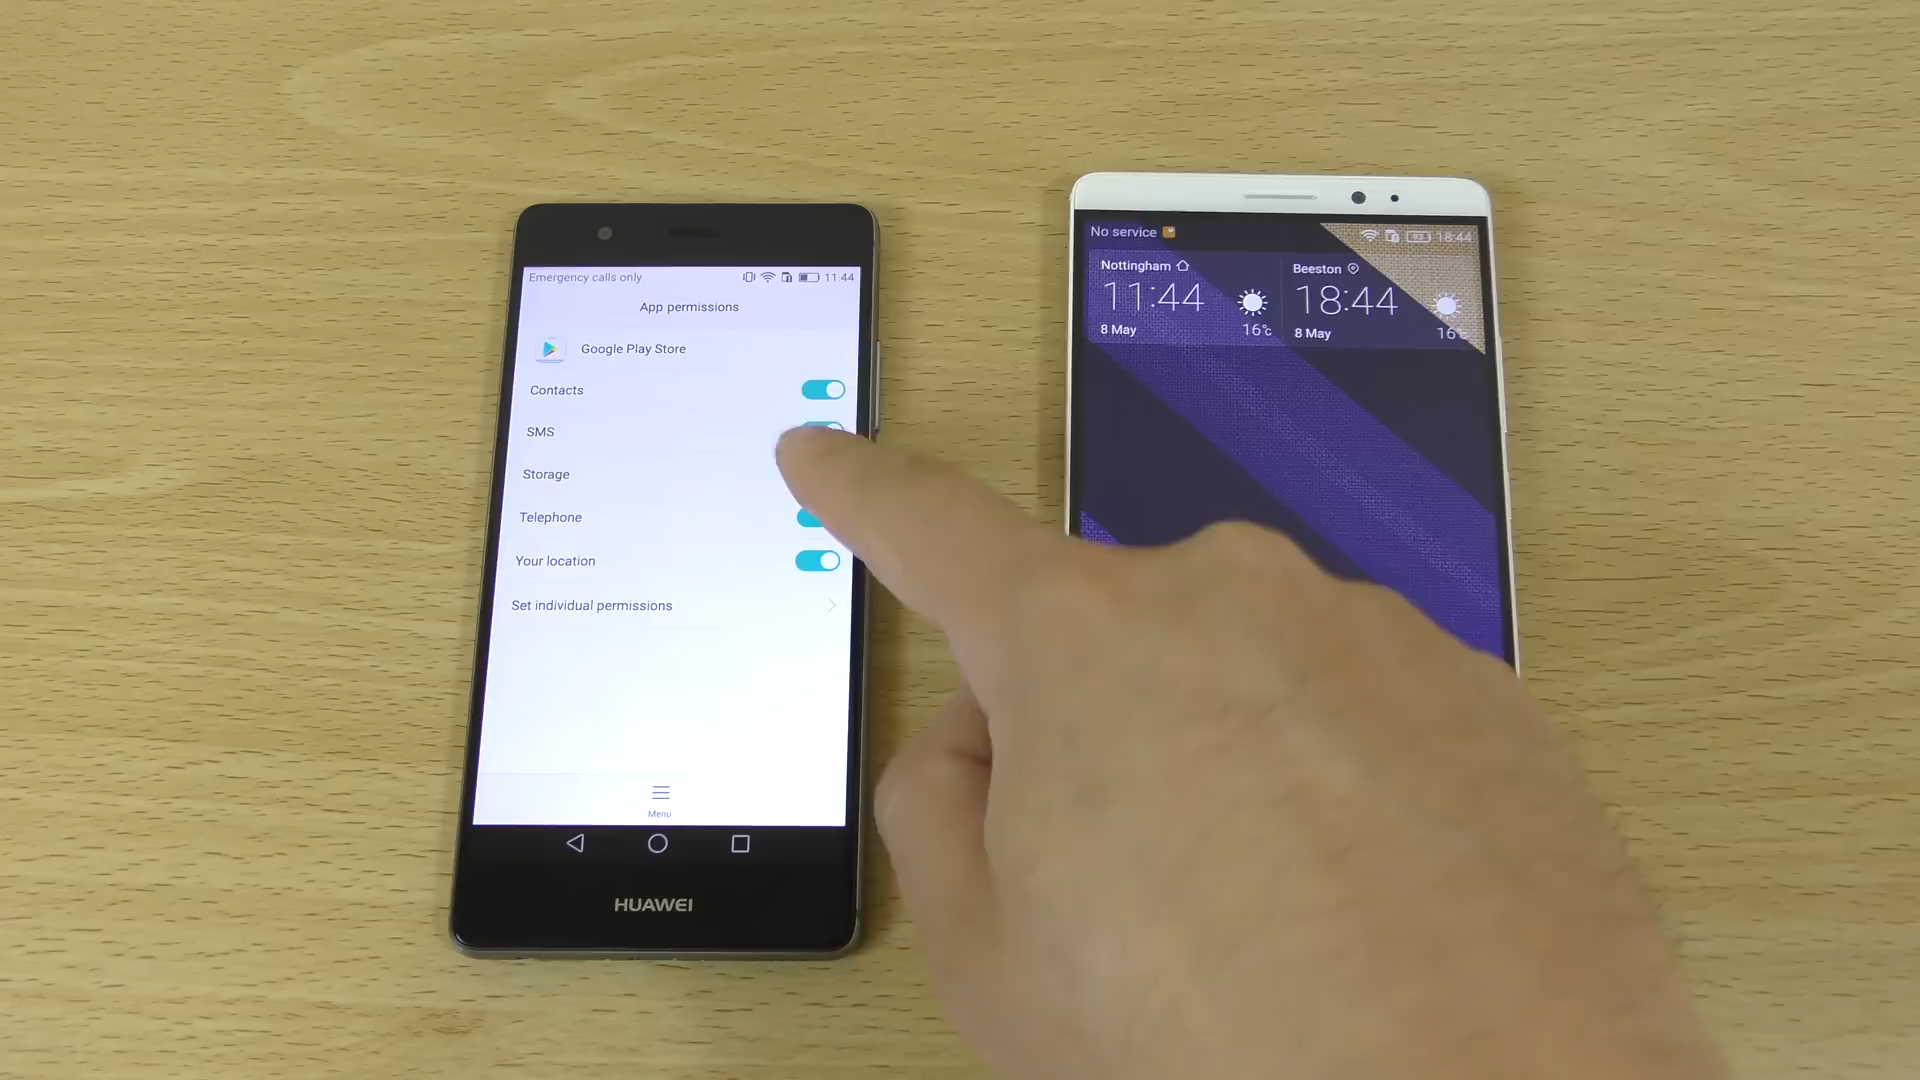 Emergency calls only 11:44
App permissions
Google Play Store
Contacts
SMS
Storage
Telephone
Your location
Set individual permissions
Menu
HUAWEI
No service 93 18:44
Nottingham
11:44
8 May 16°c
Beeston
18:44
8 May 16°